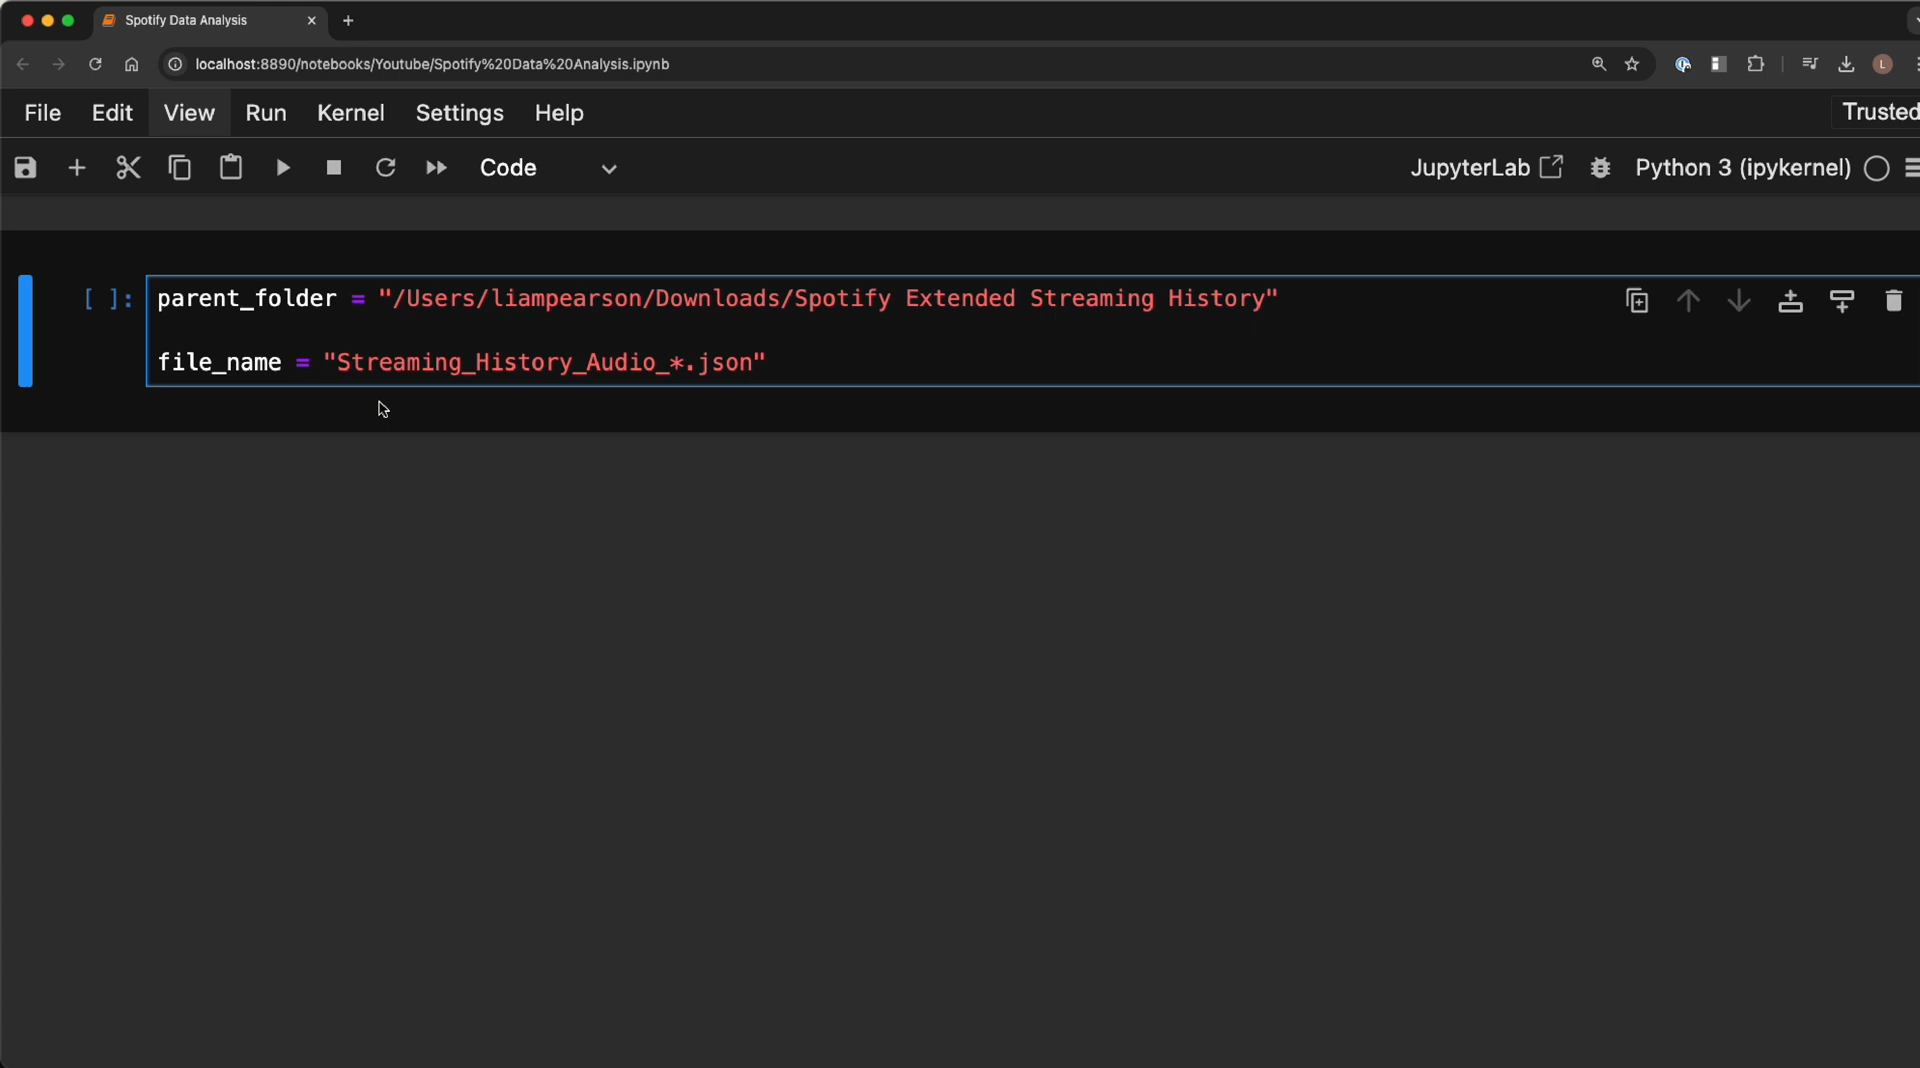 Spotify Data Analysis
localhost:8890/notebooks/Youtube/Spotify%20Data%20Analysis.ipynb
L
File Edit View Run Kernel Settings Help
Trusted
Code
JupyterLab
Python 3 (ipykernel)
[ ]:
parent_folder = "/Users/liampearson/Downloads/Spotify Extended Streaming History"
file_name = "Streaming_History_Audio_*.json"